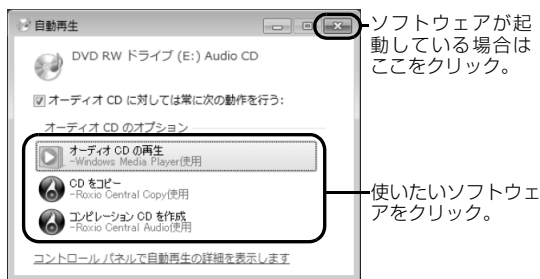 自動再生
DVD RW ドライブ (E:) Audio CD
オーディオ CD に対しては常に次の動作を行う:
オーディオ CD のオプション
オーディオ CD の再生
-Windows Media Player使用
CD をコピー
-Roxio Central Copy使用
コンピレーション CD を作成
-Roxio Central Audio使用
コントロール パネルで自動再生の詳細を表示します
ソフトウェアが起
動している場合は
ここをクリック。
使いたいソフトウェ
アをクリック。